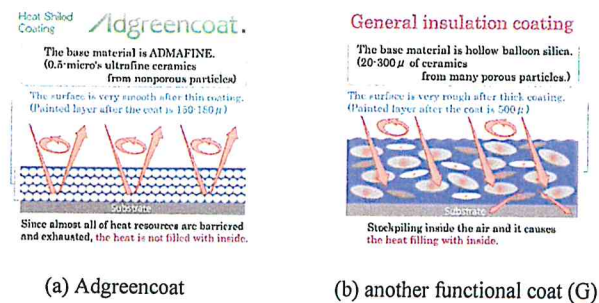 Heat Shilod
Coating
Adgreencoat.
The base material is ADMAFINE.
(0.5·micro's ultrafine ceramics
from nonporous particles)
The surface is very smooth after thin coating.
(Painted layer after the coat is 150·180μ)
Substrate
Since almost all of heat resources are barriered
and exhausted, the heat is not filled with inside.
(a) Adgreencoat
General insulation coating
The base material is hollow balloon silica.
(20·300μ of ceramics
from many porous particles.)
The surface is very rough after thick coating.
(Painted layer after the coat is 500μ)
Substrate
Stockpiling inside the air and it causes
the heat filling with inside.
(b) another functional coat (G)